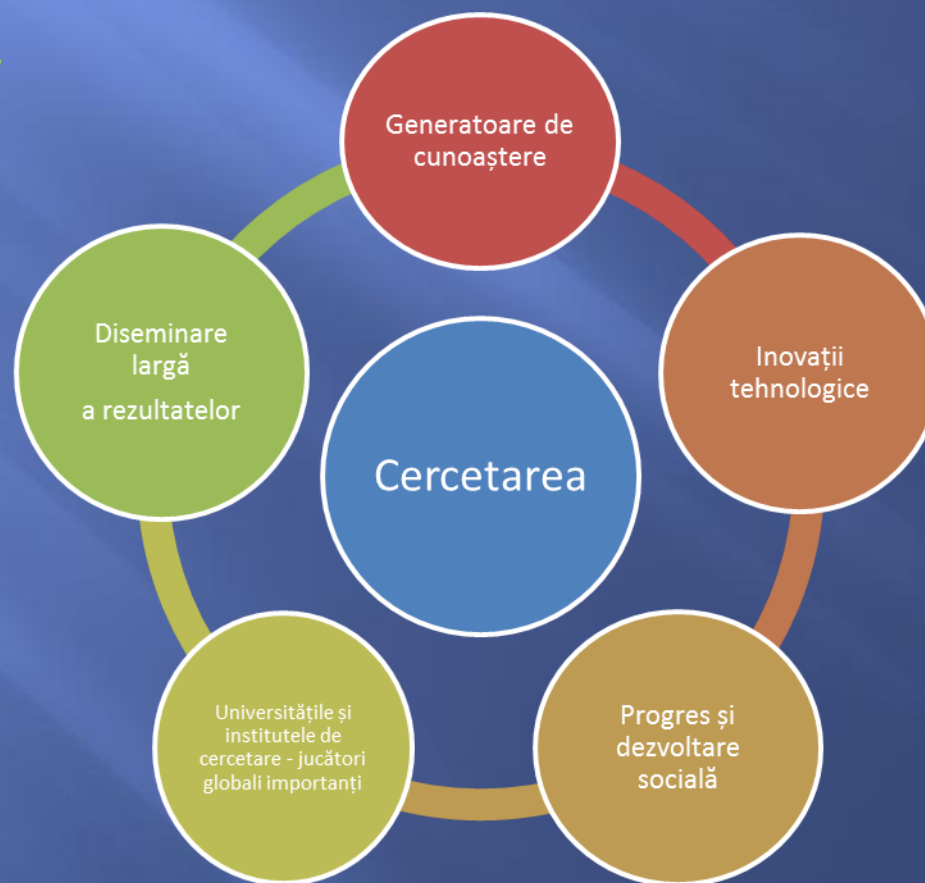 Generatoare de
cunoaștere
Inovații
tehnologice
Diseminare
largă
a rezultatelor
Cercetarea
Universitățile și
institutele de
cercetare - jucători
globali importanți
Progres și
dezvoltare
socială